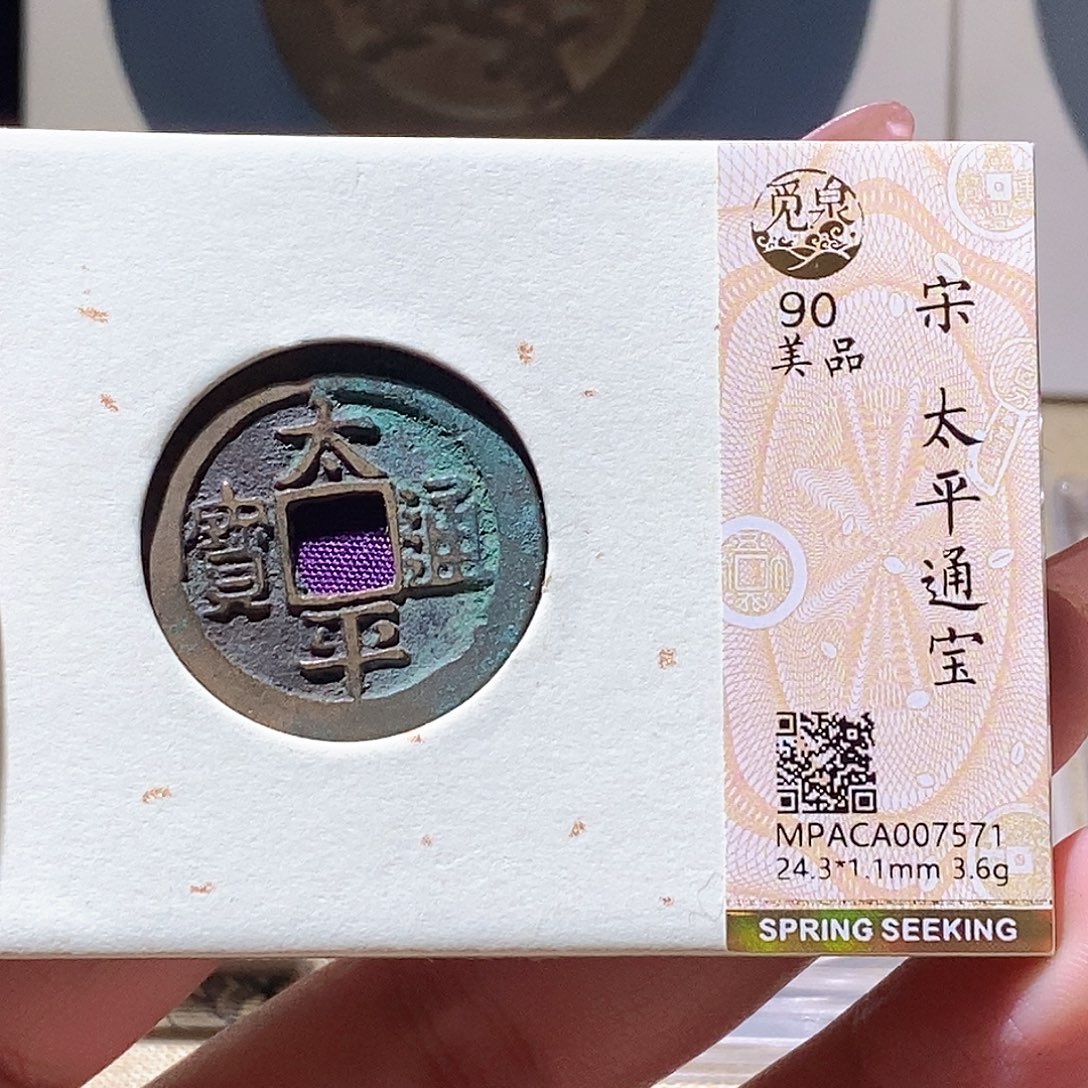 太平通寳
觅泉
90
美品
宋 太平通宝
MPACA007571
24.3*1.1mm 3.6g
SPRING SEEKING